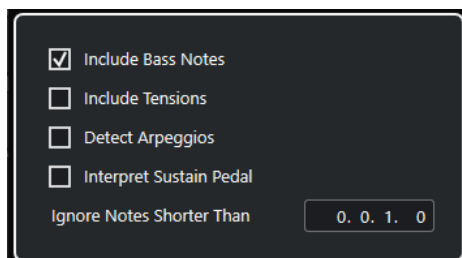 Include Bass Notes
Include Tensions
Detect Arpeggios
Interpret Sustain Pedal
Ignore Notes Shorter Than 0. 0. 1. 0